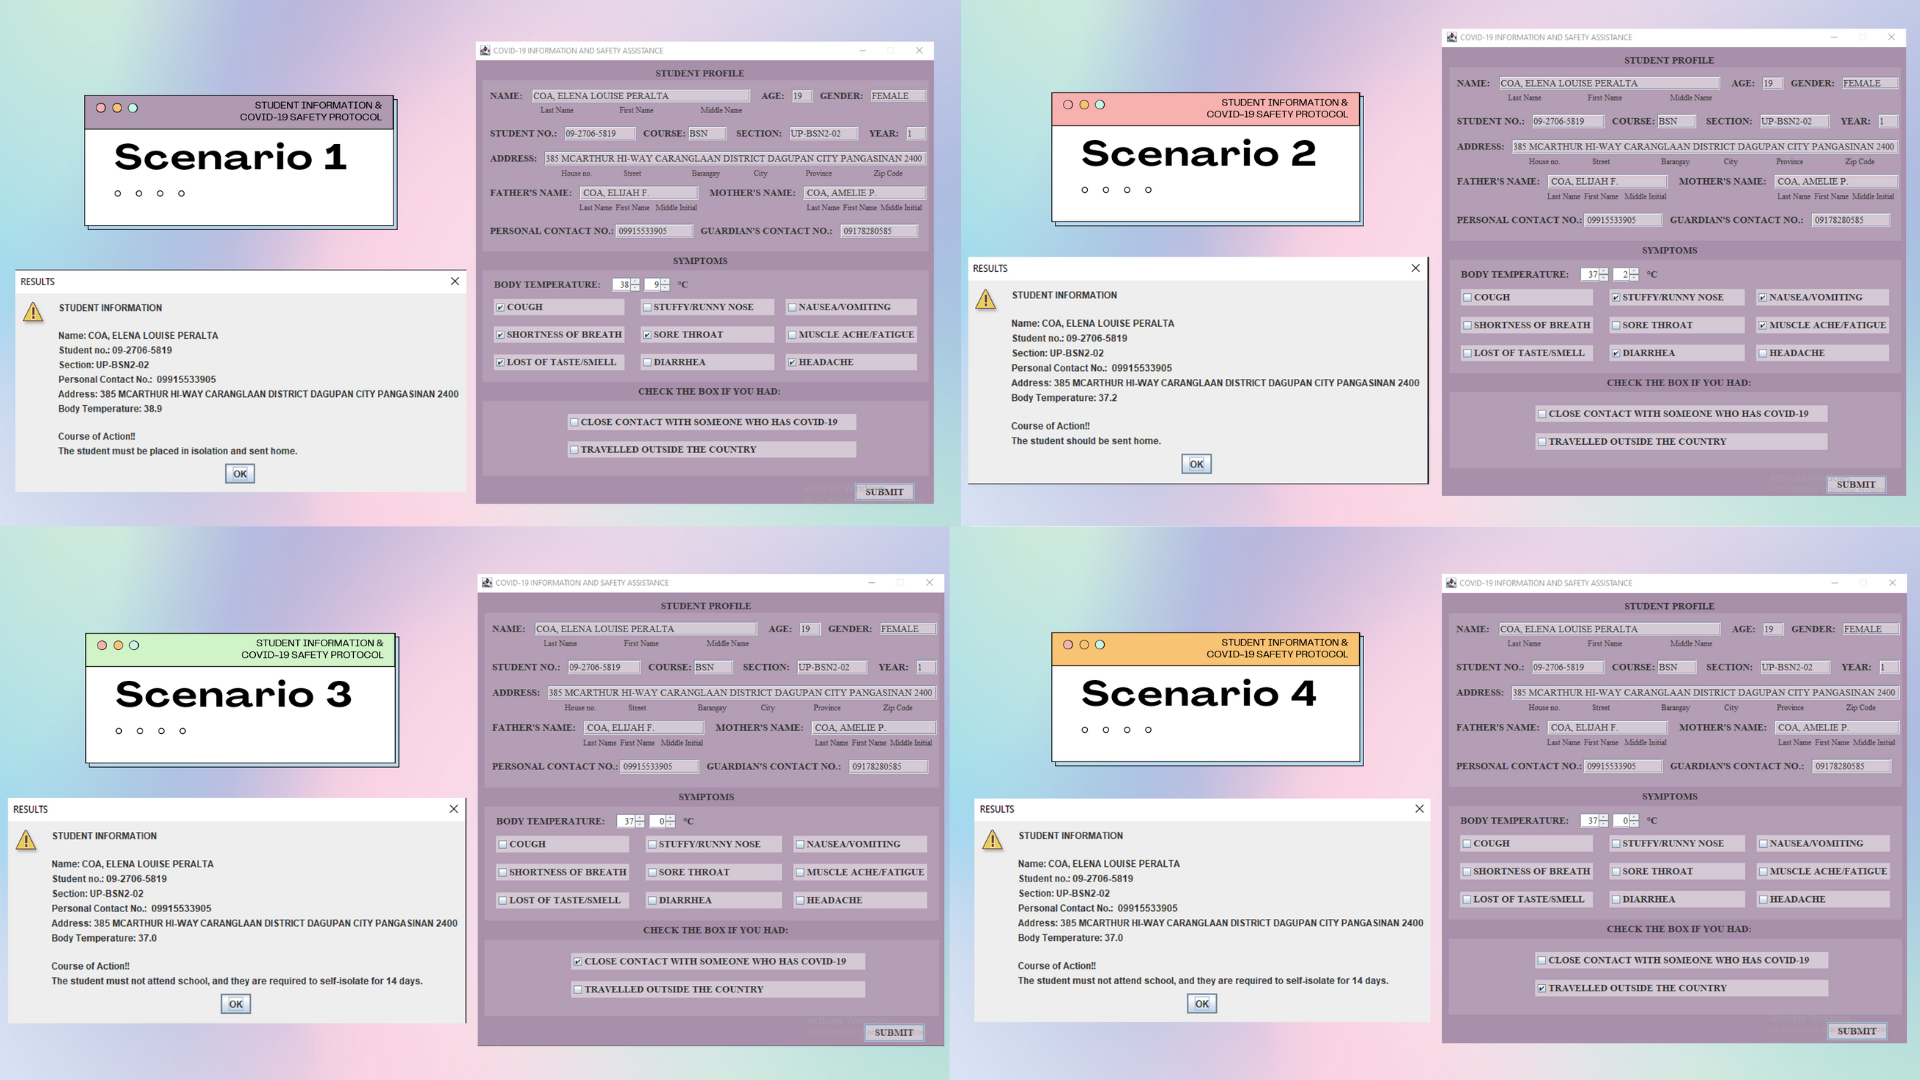 STUDENT INFORMATION &
COVID-19 SAFETY PROTOCOL
Scenario 1
RESULTS
STUDENT INFORMATION
Name: COA, ELENA LOUISE PERALTA
Student no.: 09-2706-5819
Section: UP-BSN2-02
Personal Contact No.: 09915533905
Address: 385 MCARTHUR HI-WAY CARANGLAAN DISTRICT DAGUPAN CITY PANGASINAN 2400
Body Temperature: 38.9
Course of Action!!
The student must be placed in isolation and sent home.
OK
COVID-19 INFORMATION AND SAFETY ASSISTANCE
STUDENT PROFILE
NAME: COA, ELENA LOUISE PERALTA AGE: 19 GENDER: FEMALE
Last Name First Name Middle Name
STUDENT NO.: 09-2706-5819 COURSE: BSN SECTION: UP-BSN2-02 YEAR: 1
ADDRESS: 385 MCARTHUR HI-WAY CARANGLAAN DISTRICT DAGUPAN CITY PANGASINAN 2400
House no. Street Barangay City Province Zip Code
FATHER'S NAME: COA, ELIJAH F. MOTHER'S NAME: COA, AMELIE P.
Last Name First Name Middle Initial Last Name First Name Middle Initial
PERSONAL CONTACT NO.: 09915533905 GUARDIAN'S CONTACT NO.: 09178280585
SYMPTOMS
BODY TEMPERATURE: 38 9 °C
COUGH STUFFY/RUNNY NOSE NAUSEA/VOMITING
SHORTNESS OF BREATH SORE THROAT MUSCLE ACHE/FATIGUE
LOST OF TASTE/SMELL DIARRHEA HEADACHE
CHECK THE BOX IF YOU HAD:
CLOSE CONTACT WITH SOMEONE WHO HAS COVID-19
TRAVELLED OUTSIDE THE COUNTRY
SUBMIT
STUDENT INFORMATION &
COVID-19 SAFETY PROTOCOL
Scenario 2
RESULTS
STUDENT INFORMATION
Name: COA, ELENA LOUISE PERALTA
Student no.: 09-2706-5819
Section: UP-BSN2-02
Personal Contact No.: 09915533905
Address: 385 MCARTHUR HI-WAY CARANGLAAN DISTRICT DAGUPAN CITY PANGASINAN 2400
Body Temperature: 37.2
Course of Action!!
The student should be sent home.
OK
COVID-19 INFORMATION AND SAFETY ASSISTANCE
STUDENT PROFILE
NAME: COA, ELENA LOUISE PERALTA AGE: 19 GENDER: FEMALE
Last Name First Name Middle Name
STUDENT NO.: 09-2706-5819 COURSE: BSN SECTION: UP-BSN2-02 YEAR: 1
ADDRESS: 385 MCARTHUR HI-WAY CARANGLAAN DISTRICT DAGUPAN CITY PANGASINAN 2400
House no. Street Barangay City Province Zip Code
FATHER'S NAME: COA, ELIJAH F. MOTHER'S NAME: COA, AMELIE P.
Last Name First Name Middle Initial Last Name First Name Middle Initial
PERSONAL CONTACT NO.: 09915533905 GUARDIAN'S CONTACT NO.: 09178280585
SYMPTOMS
BODY TEMPERATURE: 37 2 °C
COUGH STUFFY/RUNNY NOSE NAUSEA/VOMITING
SHORTNESS OF BREATH SORE THROAT MUSCLE ACHE/FATIGUE
LOST OF TASTE/SMELL DIARRHEA HEADACHE
CHECK THE BOX IF YOU HAD:
CLOSE CONTACT WITH SOMEONE WHO HAS COVID-19
TRAVELLED OUTSIDE THE COUNTRY
SUBMIT
STUDENT INFORMATION &
COVID-19 SAFETY PROTOCOL
Scenario 3
RESULTS
STUDENT INFORMATION
Name: COA, ELENA LOUISE PERALTA
Student no.: 09-2706-5819
Section: UP-BSN2-02
Personal Contact No.: 09915533905
Address: 385 MCARTHUR HI-WAY CARANGLAAN DISTRICT DAGUPAN CITY PANGASINAN 2400
Body Temperature: 37.0
Course of Action!!
The student must not attend school, and they are required to self-isolate for 14 days.
OK
COVID-19 INFORMATION AND SAFETY ASSISTANCE
STUDENT PROFILE
NAME: COA, ELENA LOUISE PERALTA AGE: 19 GENDER: FEMALE
Last Name First Name Middle Name
STUDENT NO.: 09-2706-5819 COURSE: BSN SECTION: UP-BSN2-02 YEAR: 1
ADDRESS: 385 MCARTHUR HI-WAY CARANGLAAN DISTRICT DAGUPAN CITY PANGASINAN 2400
House no. Street Barangay City Province Zip Code
FATHER'S NAME: COA, ELIJAH F. MOTHER'S NAME: COA, AMELIE P.
Last Name First Name Middle Initial Last Name First Name Middle Initial
PERSONAL CONTACT NO.: 09915533905 GUARDIAN'S CONTACT NO.: 09178280585
SYMPTOMS
BODY TEMPERATURE: 37 0 °C
COUGH STUFFY/RUNNY NOSE NAUSEA/VOMITING
SHORTNESS OF BREATH SORE THROAT MUSCLE ACHE/FATIGUE
LOST OF TASTE/SMELL DIARRHEA HEADACHE
CHECK THE BOX IF YOU HAD:
CLOSE CONTACT WITH SOMEONE WHO HAS COVID-19
TRAVELLED OUTSIDE THE COUNTRY
SUBMIT
STUDENT INFORMATION &
COVID-19 SAFETY PROTOCOL
Scenario 4
RESULTS
STUDENT INFORMATION
Name: COA, ELENA LOUISE PERALTA
Student no.: 09-2706-5819
Section: UP-BSN2-02
Personal Contact No.: 09915533905
Address: 385 MCARTHUR HI-WAY CARANGLAAN DISTRICT DAGUPAN CITY PANGASINAN 2400
Body Temperature: 37.0
Course of Action!!
The student must not attend school, and they are required to self-isolate for 14 days.
OK
COVID-19 INFORMATION AND SAFETY ASSISTANCE
STUDENT PROFILE
NAME: COA, ELENA LOUISE PERALTA AGE: 19 GENDER: FEMALE
Last Name First Name Middle Name
STUDENT NO.: 09-2706-5819 COURSE: BSN SECTION: UP-BSN2-02 YEAR: 1
ADDRESS: 385 MCARTHUR HI-WAY CARANGLAAN DISTRICT DAGUPAN CITY PANGASINAN 2400
House no. Street Barangay City Province Zip Code
FATHER'S NAME: COA, ELIJAH F. MOTHER'S NAME: COA, AMELIE P.
Last Name First Name Middle Initial Last Name First Name Middle Initial
PERSONAL CONTACT NO.: 09915533905 GUARDIAN'S CONTACT NO.: 09178280585
SYMPTOMS
BODY TEMPERATURE: 37 0 °C
COUGH STUFFY/RUNNY NOSE NAUSEA/VOMITING
SHORTNESS OF BREATH SORE THROAT MUSCLE ACHE/FATIGUE
LOST OF TASTE/SMELL DIARRHEA HEADACHE
CHECK THE BOX IF YOU HAD:
CLOSE CONTACT WITH SOMEONE WHO HAS COVID-19
TRAVELLED OUTSIDE THE COUNTRY
SUBMIT